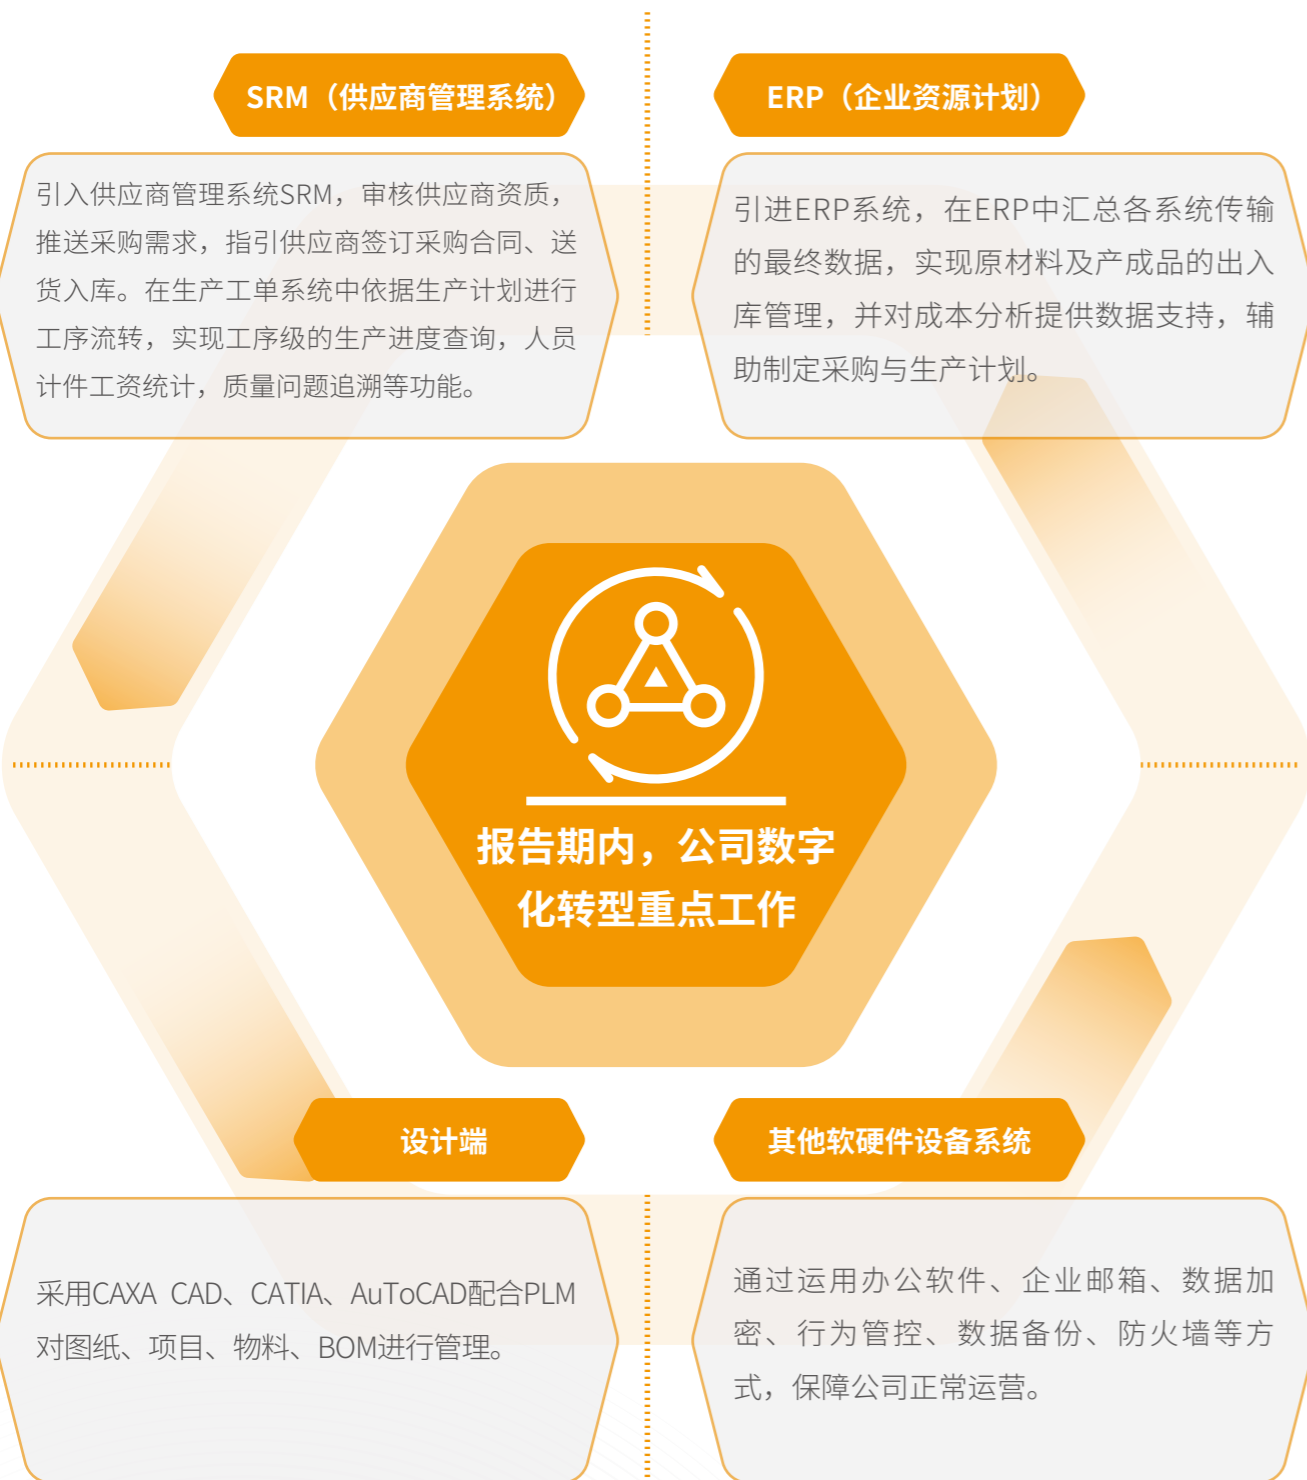 SRM（供应商管理系统）
引入供应商管理系统SRM，审核供应商资质，
推送采购需求，指引供应商签订采购合同、送
货入库。在生产工单系统中依据生产计划进行
工序流转，实现工序级的生产进度查询，人员
计件工资统计，质量问题追溯等功能。
ERP（企业资源计划）
引进ERP系统，在ERP中汇总各系统传输
的最终数据，实现原材料及产成品的出入
库管理，并对成本分析提供数据支持，辅
助制定采购与生产计划。
报告期内，公司数字
化转型重点工作
设计端
采用CAXA CAD、CATIA、AuToCAD配合PLM
对图纸、项目、物料、BOM进行管理。
其他软硬件设备系统
通过运用办公软件、企业邮箱、数据加
密、行为管控、数据备份、防火墙等方
式，保障公司正常运营。